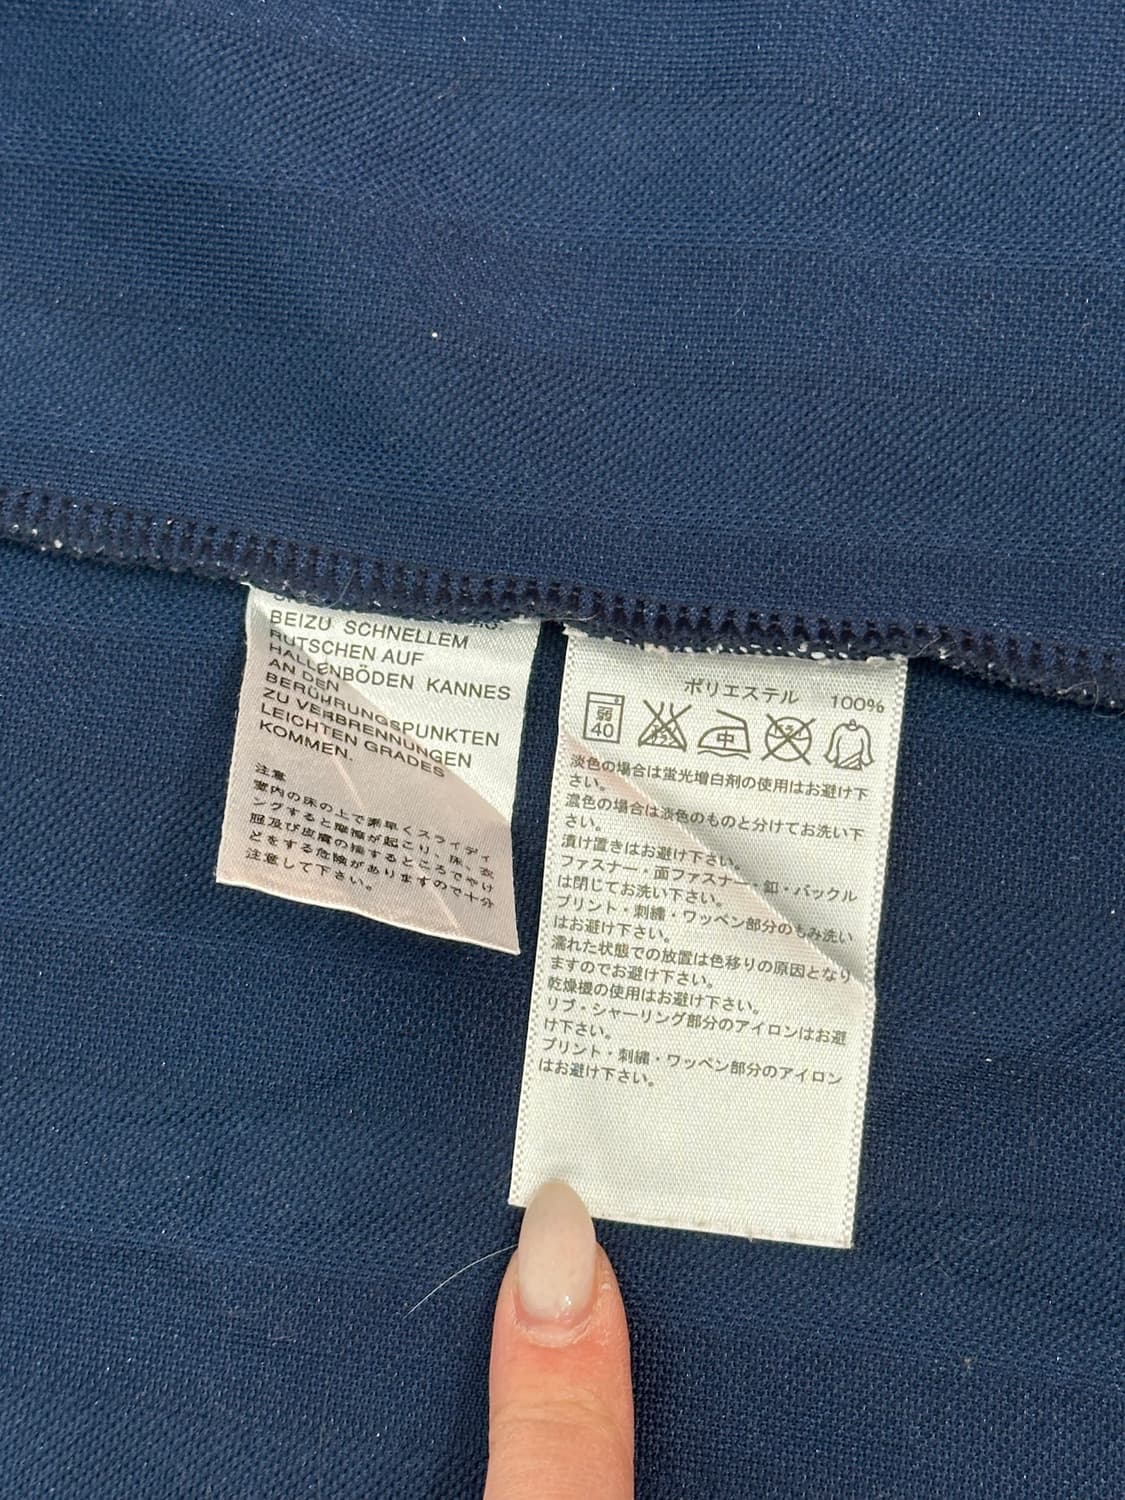 BEIZU SCHNELLEM
RUTSCHEN AUF
HALLENBÖDEN KANNES
AN DEN
BERÜHRUNGSPUNKTEN
ZU VERBRENNUNGEN
LEICHTEN GRADES
KOMMEN.
注意
室内の床の上で素早くスライディ
ングすると摩擦が起こり、床、衣
服及び皮膚の接するところでやけ
どをする危険がありますので十分
注意して下さい。
ポリエステル 100%
弱 40
中
淡色の場合は蛍光増白剤の使用はお避け下
さい。
濃色の場合は淡色のものと分けてお洗い下
さい。
漬け置きはお避け下さい。
ファスナー・面ファスナー・釦・バックル
は閉じてお洗い下さい。
プリント・刺繍・ワッペン部分のもみ洗い
はお避け下さい。
濡れた状態での放置は色移りの原因となり
ますのでお避け下さい。
乾燥機の使用はお避け下さい。
リブ・シャーリング部分のアイロンはお避
け下さい。
プリント・刺繍・ワッペン部分のアイロン
はお避け下さい。